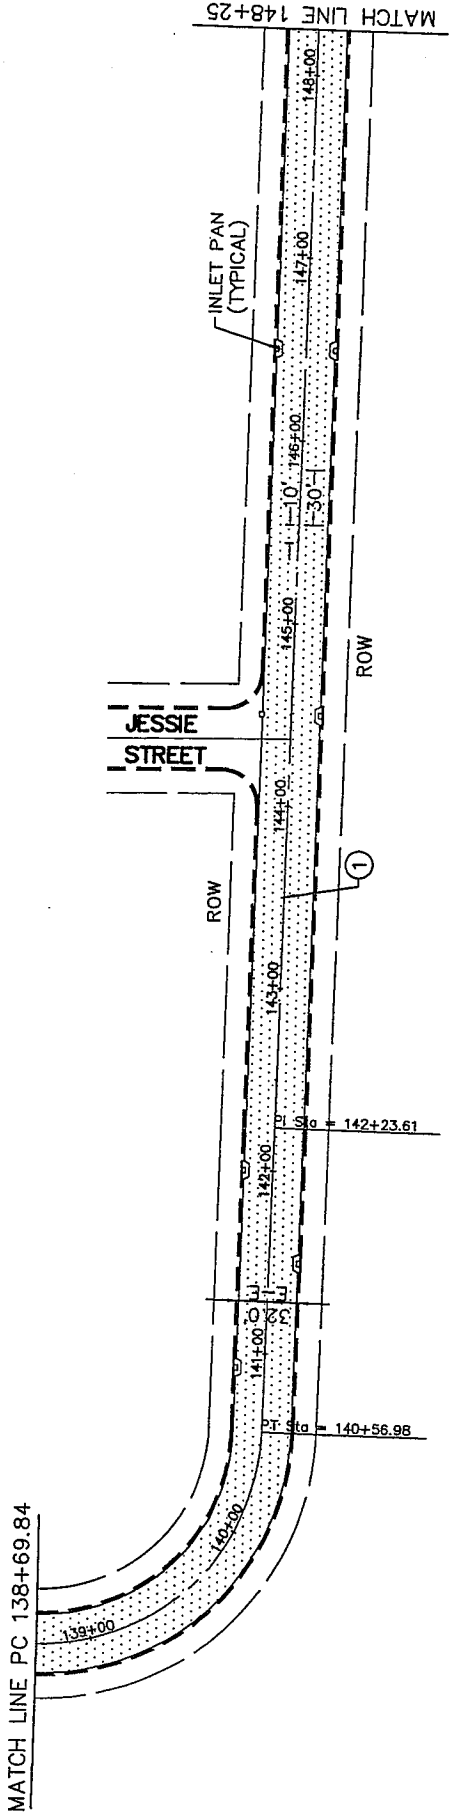 MATCH LINE 148+25
148+00
INLET PAN
(TYPICAL)
147+00
146+00
10'
30'
145+00
ROW
JESSIE
STREET
144+00
1
ROW
143+00
PI Sta = 142+23.61
142+00
E-E
32.0'
141+00
PT Sta = 140+56.98
140+00
139+00
MATCH LINE PC 138+69.84